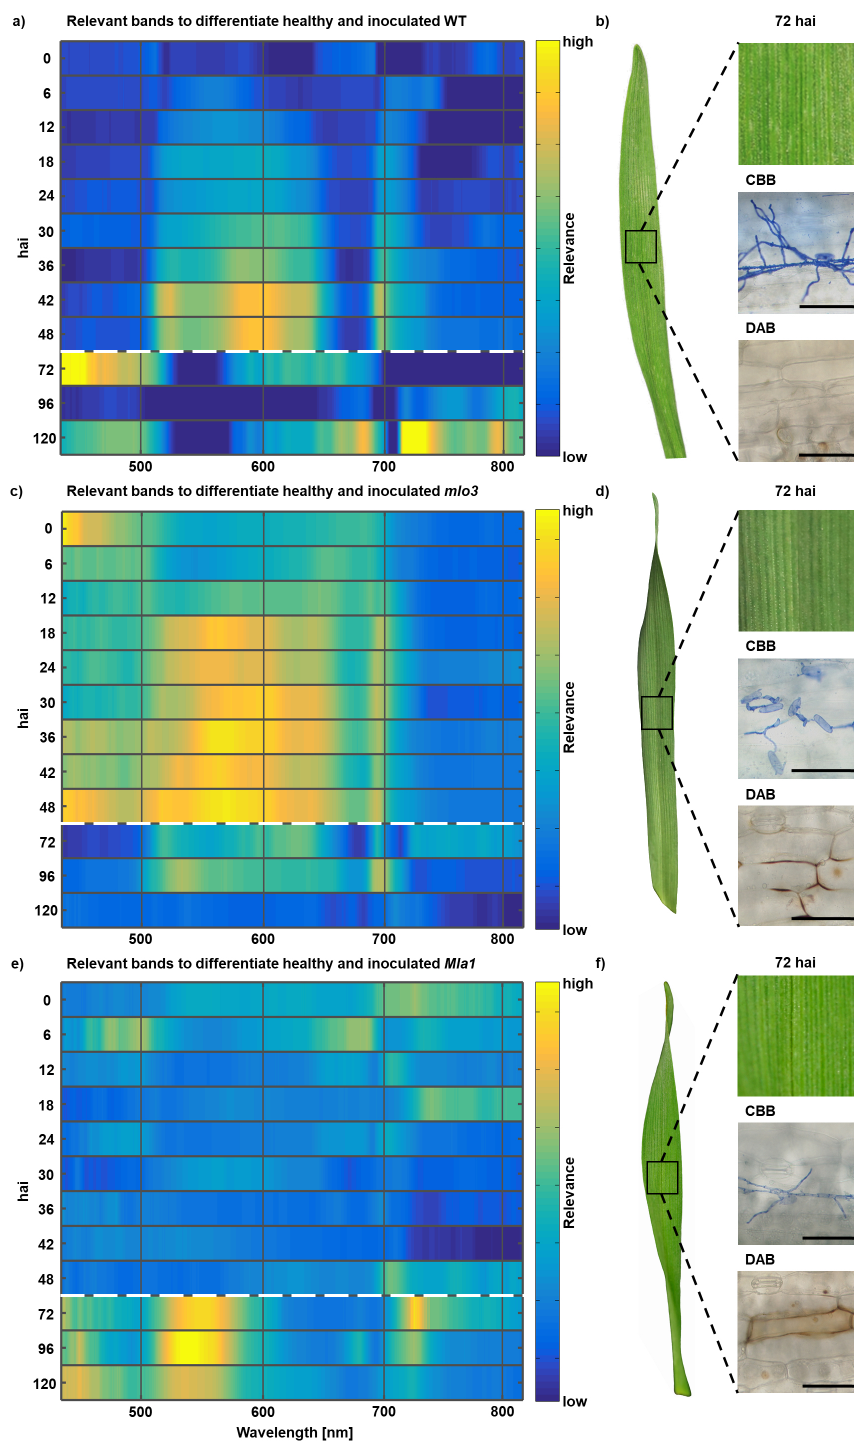 a) Relevant bands to differentiate healthy and inoculated WT
high
0
6
12
18
24
30
36
42
48
72
96
120
hai
Relevance
low
500 600 700 800
b) 72 hai
CBB
DAB
c) Relevant bands to differentiate healthy and inoculated mlo3
high
0
6
12
18
24
30
36
42
48
72
96
120
hai
Relevance
low
500 600 700 800
d) 72 hai
CBB
DAB
e) Relevant bands to differentiate healthy and inoculated Mla1
high
0
6
12
18
24
30
36
42
48
72
96
120
hai
Relevance
low
500 600 700 800
Wavelength [nm]
f) 72 hai
CBB
DAB